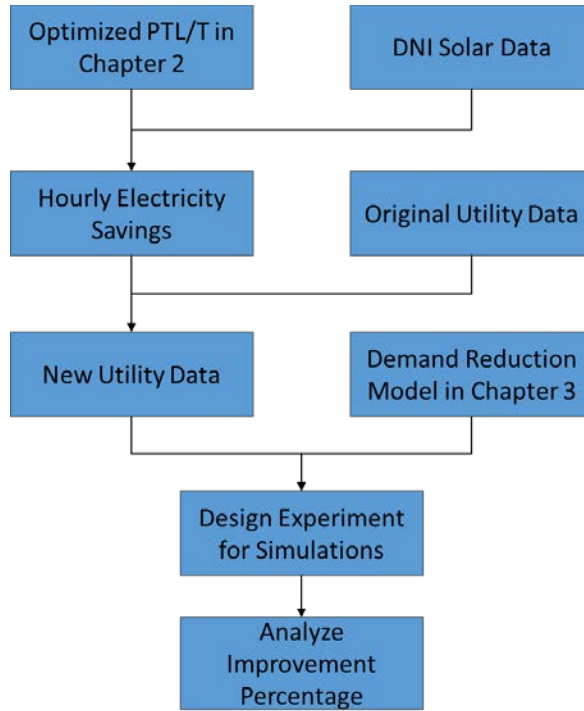 Optimized PTL/T in
Chapter 2
DNI Solar Data
Hourly Electricity
Savings
Original Utility Data
New Utility Data
Demand Reduction
Model in Chapter 3
Design Experiment
for Simulations
Analyze
Improvement
Percentage